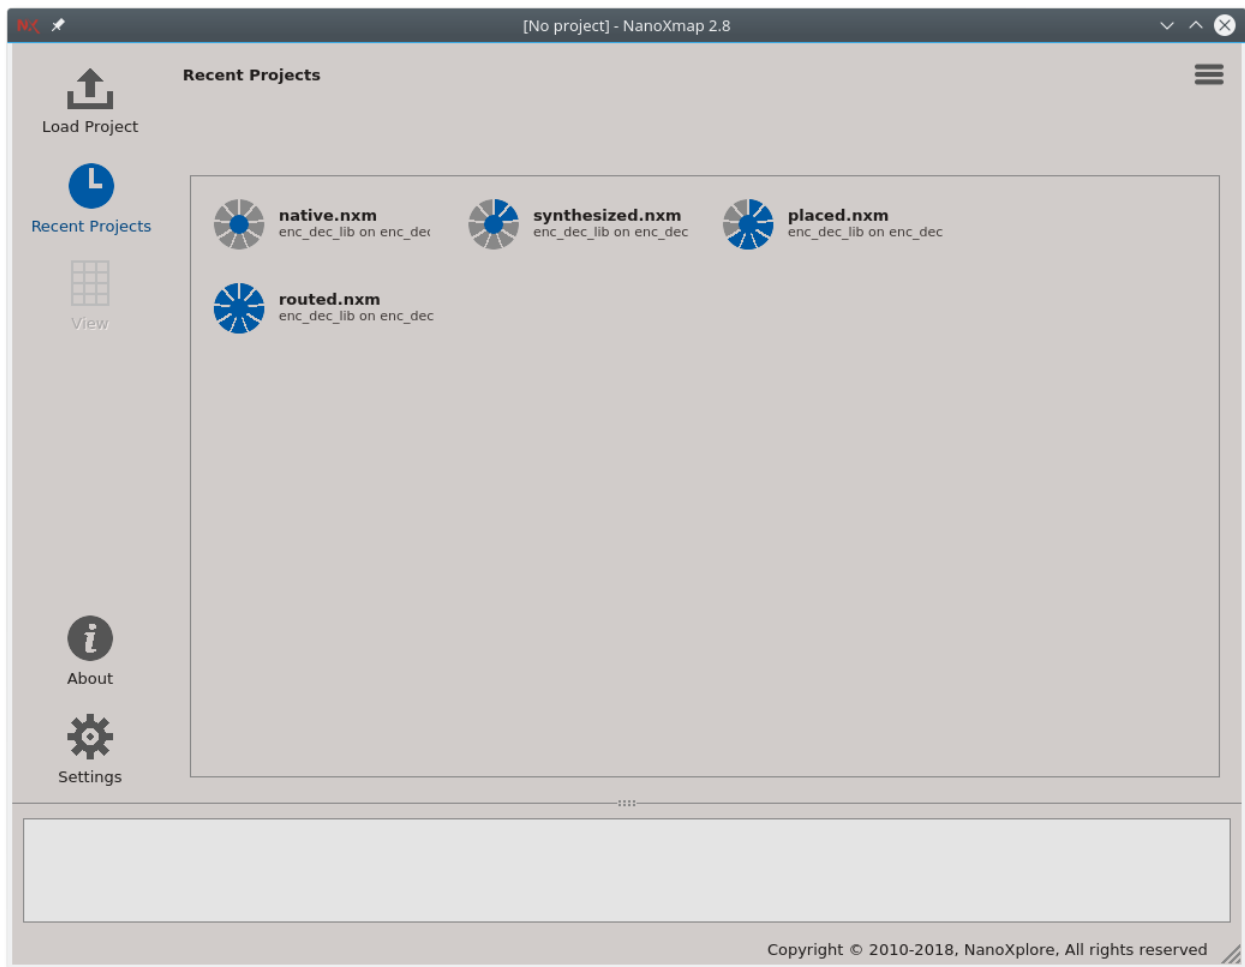 NX
[No project] - NanoXmap 2.8
Load Project
Recent Projects
View
About
Settings
Recent Projects
native.nxm
enc_dec_lib on enc_dec
synthesized.nxm
enc_dec_lib on enc_dec
placed.nxm
enc_dec_lib on enc_dec
routed.nxm
enc_dec_lib on enc_dec
Copyright © 2010-2018, NanoXplore, All rights reserved